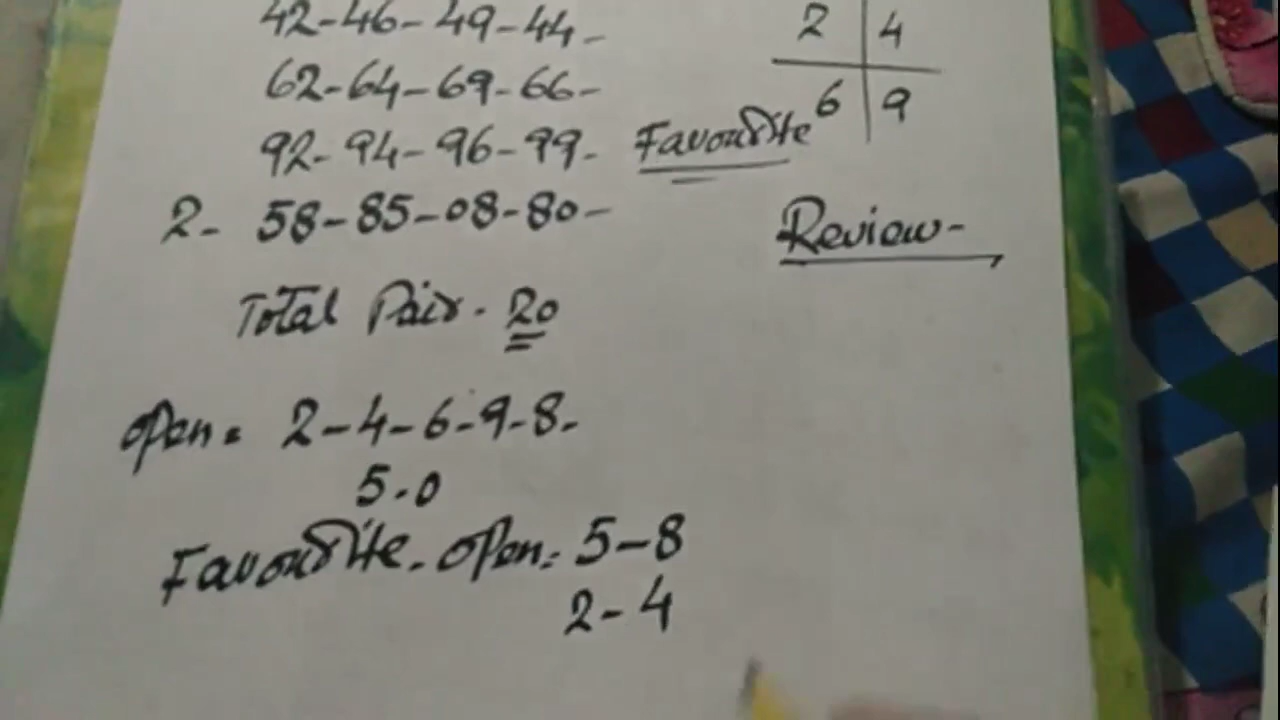 42-46-49-44-
2 4
62-64-69-66-
6 9
92-94-96-99- Favourite
2- 58-85-08-80-
Review-
Total Pair. 20
open= 2-4-6-9-8-
5.0
Favourite. open= 5-8
2-4